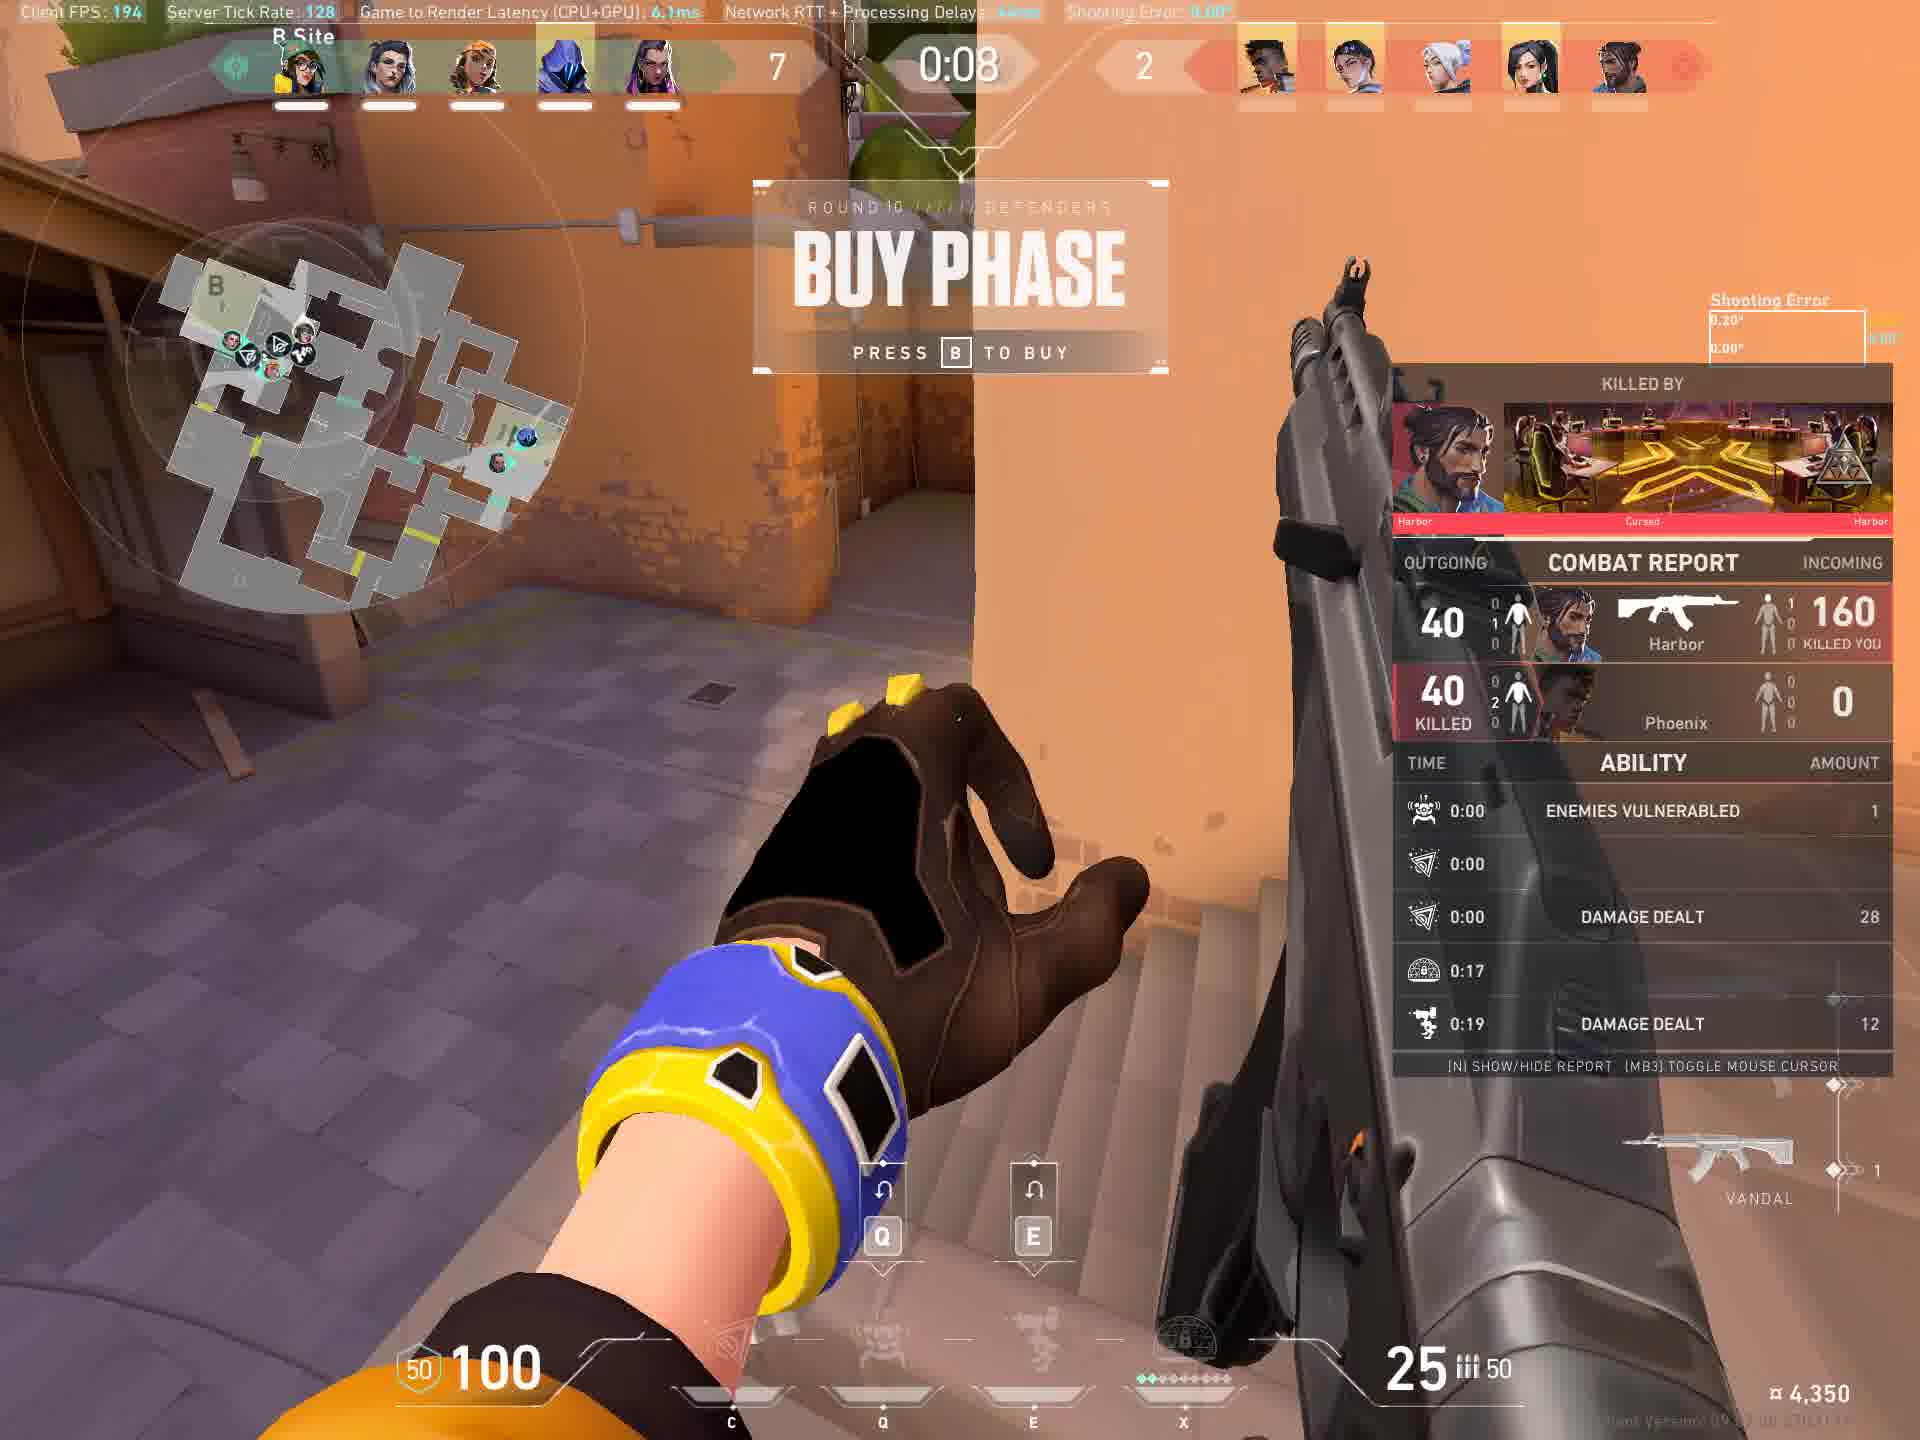 Client FPS: 194 Server Tick Rate: 128 Game to Render Latency (CPU+GPU): 6.1ms Network RTT + Processing Delay: Shooting Error: 0.00°
B Site
7 0:08 2
ROUND 10 ////// DEFENDERS
BUY PHASE
PRESS B TO BUY
B
Shooting Error
0.20°
0.00°
KILLED BY
Harbor Cursed Harbor
OUTGOING COMBAT REPORT INCOMING
40 0 1 0 Harbor 1 0 0 160 KILLED YOU
40 KILLED 0 2 0 Phoenix 0 0 0 0
TIME ABILITY AMOUNT
0:00 ENEMIES VULNERABLED 1
0:00
0:00 DAMAGE DEALT 28
0:17
0:19 DAMAGE DEALT 12
[N] SHOW/HIDE REPORT [MB3] TOGGLE MOUSE CURSOR
1
VANDAL
Q E
50 100
25 50
¤ 4,350
C Q E X